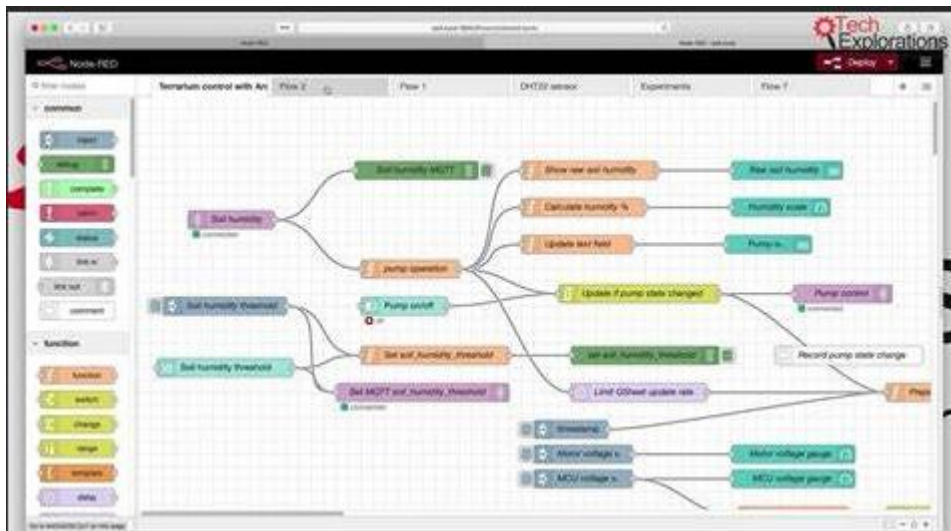 Tech
Explorations
Node-RED
Deploy
Terrarium control with Ar
Flow 2
Flow 1
DHT22 sensor
Experiments
Flow 7
filter nodes
common
inject
debug
complete
catch
status
link in
link out
comment
function
function
switch
change
range
template
delay
Soil humidity MQTT
Show raw soil humidity
Raw soil humidity
Soil humidity
connected
Calculate humidity %
Humidity scale
Update text field
Pump is...
pump operation
Soil humidity threshold
Pump on/off
off
Update if pump state changed
Pump control
connected
Set soil_humidity_threshold
set soil_humidity_threshold
Record pump state change
Soil humidity threshold
Set MQTT soil_humidity_threshold
connected
Limit GSheet update rate
Prepa
timestamp
Motor voltage v.
Motor voltage gauge
MCU voltage v.
MCU voltage gauge